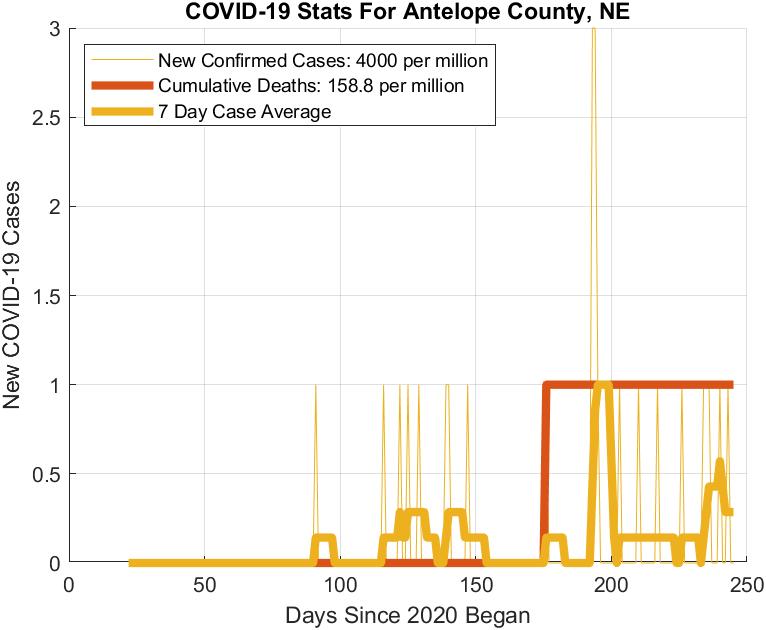 COVID-19 Stats For Antelope County, NE
New Confirmed Cases: 4000 per million
Cumulative Deaths: 158.8 per million
7 Day Case Average
New COVID-19 Cases
3
2.5
2
1.5
1
0.5
0
0 50 100 150 200 250
Days Since 2020 Began